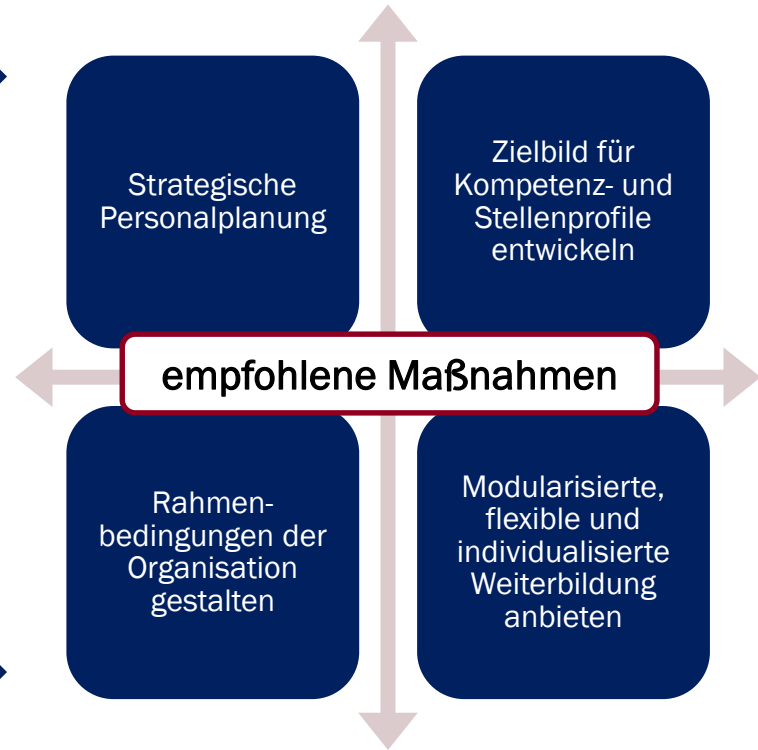 Strategische
Personalplanung
Zielbild für
Kompetenz- und
Stellenprofile
entwickeln
empfohlene Maßnahmen
Rahmen-
bedingungen der
Organisation
gestalten
Modularisierte,
flexible und
individualisierte
Weiterbildung
anbieten